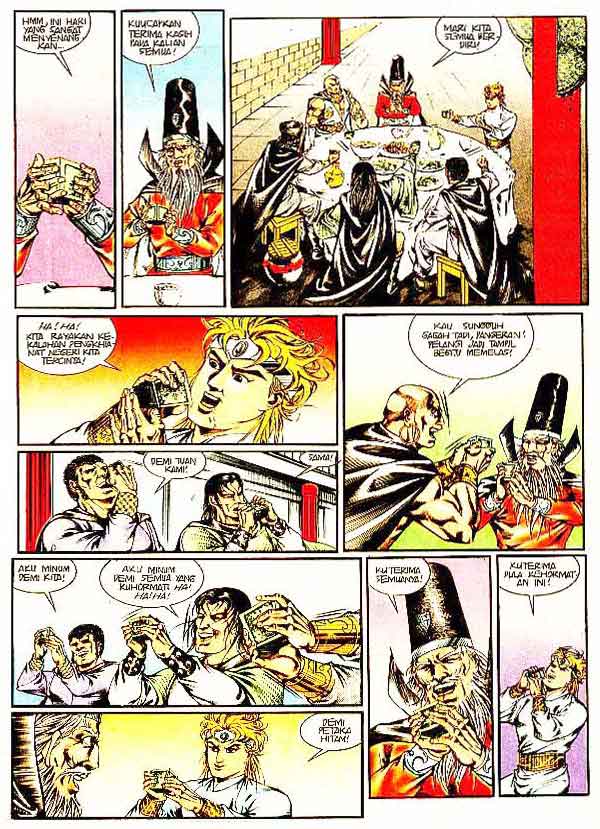 HMM, INI HARI
YANG SANGAT
MENYENANG
KAN...
KUUCAPKAN
TERIMA KASIH
PADA KALIAN
SEMUA!
MARI KITA
SEMUA BER
DIRI!
HA! HA!
KITA RAYAKAN KE-
KALAHAN PENGKHIA-
NAT NEGERI KITA
TERCINTA!
KAU SUNGGUH
GAGAH TADI, PANGERAN!
PELANGI JADI TAMPIL
BEGITU MEMELAS!
DEMI TUAN
KAMI!
SAMA!
AKU MINUM
DEMI KITA!
AKU MINUM
DEMI SEMUA YANG
KUHORMATI HA!
HA! HA!
KUTERIMA
SEMUANYA!
KUTERIMA
PULA KEHORMAT-
AN INI!
DEMI
PETAKA
HITAM!